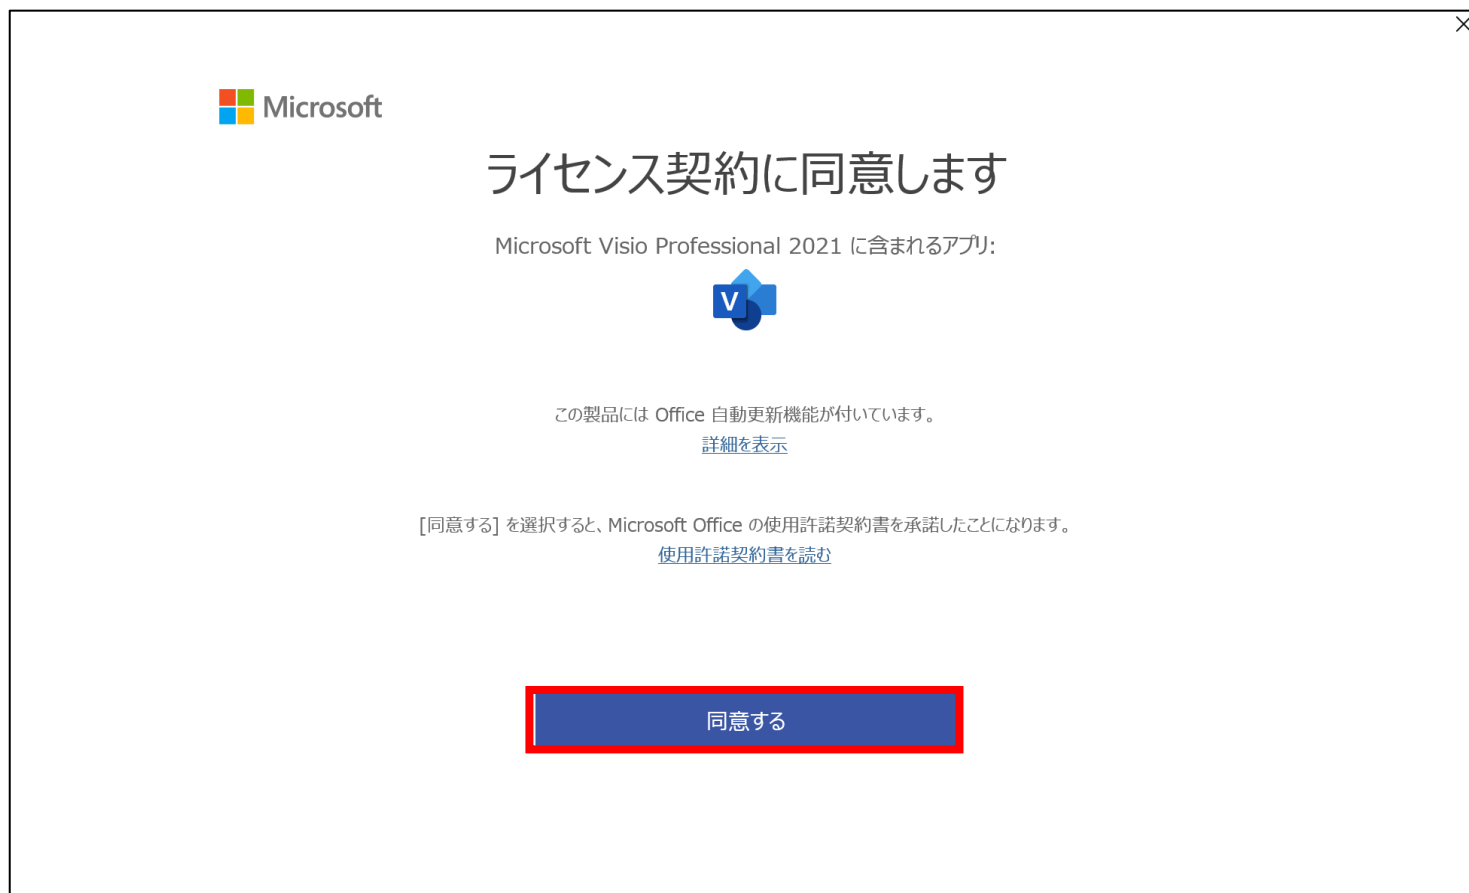 Microsoft
ライセンス契約に同意します
Microsoft Visio Professional 2021 に含まれるアプリ:
V
この製品には Office 自動更新機能が付いています。
詳細を表示
[同意する] を選択すると、Microsoft Office の使用許諾契約書を承諾したことになります。
使用許諾契約書を読む
同意する